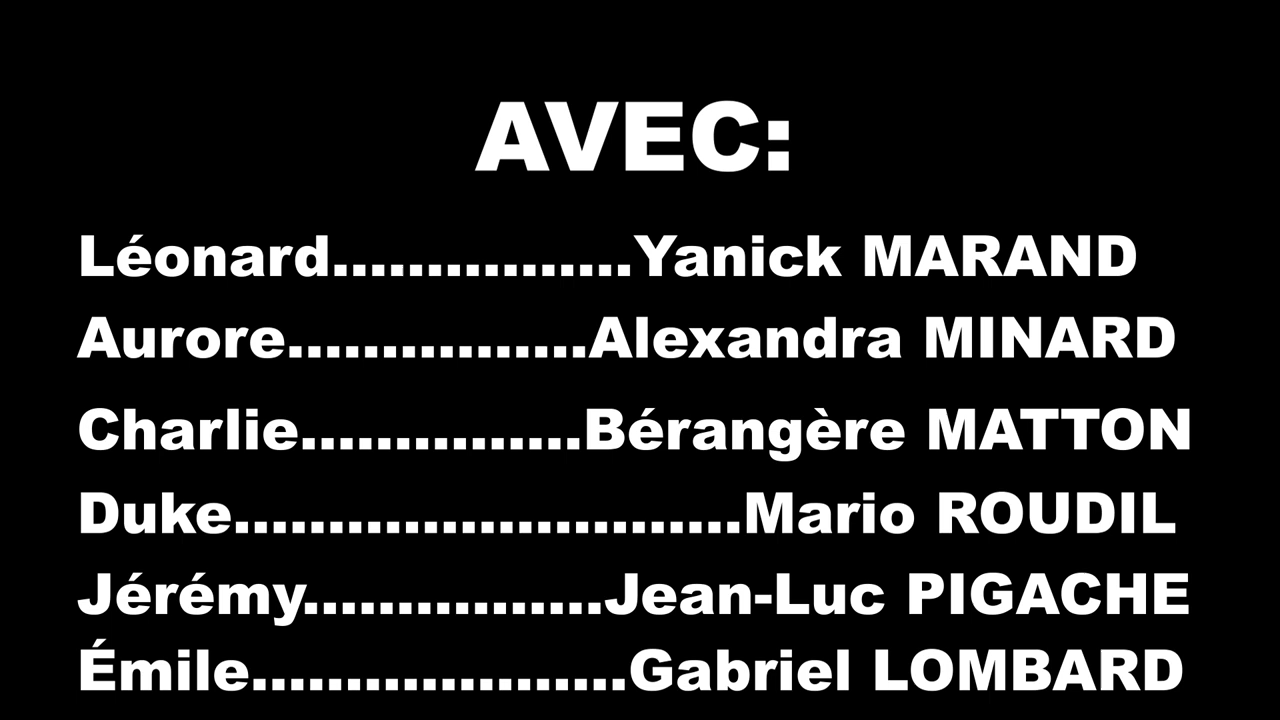 AVEC:
Léonard................Yanick MARAND
Aurore................Alexandra MINARD
Charlie...............Bérangère MATTON
Duke...........................Mario ROUDIL
Jérémy................Jean-Luc PIGACHE
Émile....................Gabriel LOMBARD